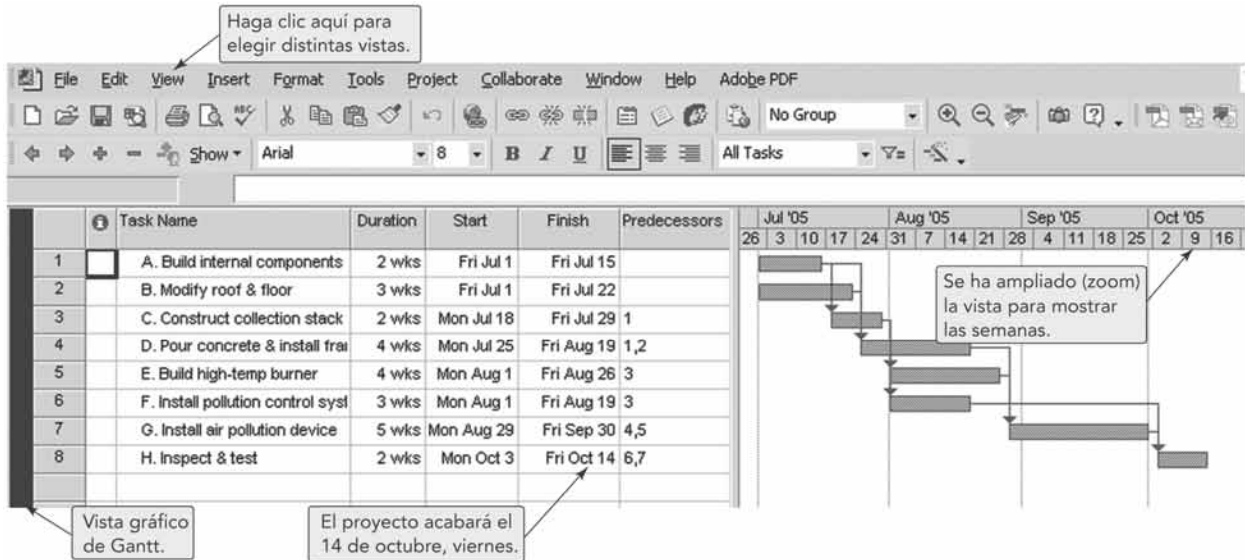 Haga clic aquí para
elegir distintas vistas.
File Edit View Insert Format Tools Project Collaborate Window Help Adobe PDF
No Group
Show Arial 8 B I U All Tasks
Task Name Duration Start Finish Predecessors Jul '05 Aug '05 Sep '05 Oct '05
26 3 10 17 24 31 7 14 21 28 4 11 18 25 2 9 16
1 A. Build internal components 2 wks Fri Jul 1 Fri Jul 15
2 B. Modify roof & floor 3 wks Fri Jul 1 Fri Jul 22
3 C. Construct collection stack 2 wks Mon Jul 18 Fri Jul 29 1
4 D. Pour concrete & install frai 4 wks Mon Jul 25 Fri Aug 19 1,2
5 E. Build high-temp burner 4 wks Mon Aug 1 Fri Aug 26 3
6 F. Install pollution control syst 3 wks Mon Aug 1 Fri Aug 19 3
7 G. Install air pollution device 5 wks Mon Aug 29 Fri Sep 30 4,5
8 H. Inspect & test 2 wks Mon Oct 3 Fri Oct 14 6,7
Se ha ampliado (zoom)
la vista para mostrar
las semanas.
Vista gráfico
de Gantt.
El proyecto acabará el
14 de octubre, viernes.